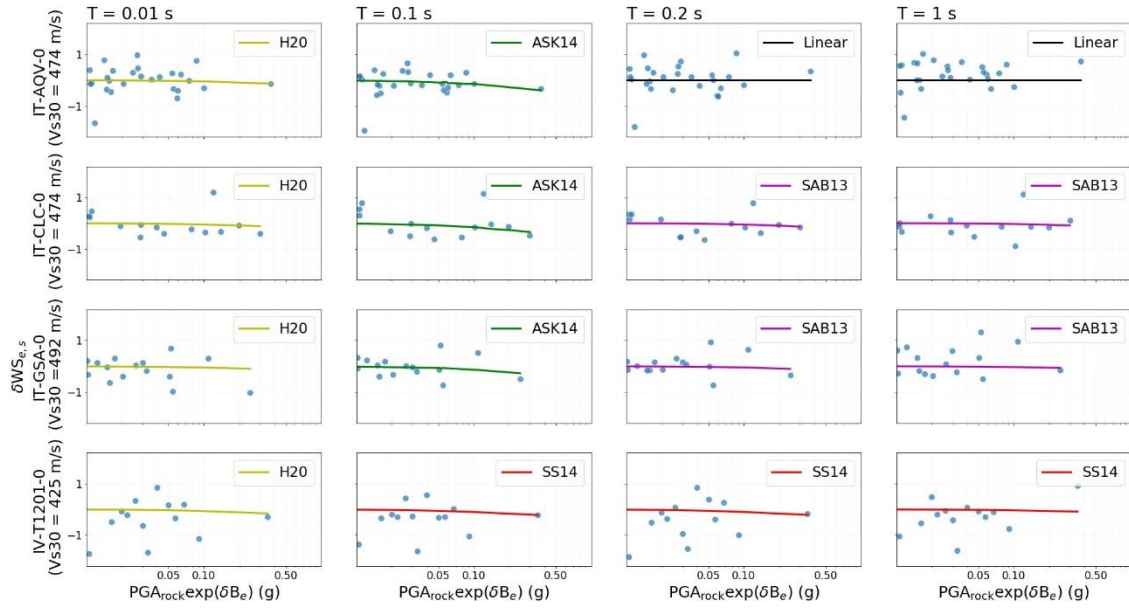 T = 0.01 s T = 0.1 s T = 0.2 s T = 1 s
IT-AQV-0
(Vs30 = 474 m/s)
1
−1
H20
ASK14
Linear
Linear
IT-CLC-0
(Vs30 = 474 m/s)
1
−1
H20
ASK14
SAB13
SAB13
δWSe,s
IT-GSA-0
(Vs30 =492 m/s)
1
−1
H20
ASK14
SAB13
SAB13
IV-T1201-0
(Vs30 = 425 m/s)
1
−1
H20
SS14
SS14
SS14
0.05 0.10 0.50 0.05 0.10 0.50 0.05 0.10 0.50 0.05 0.10 0.50
PGArockexp(δBe) (g) PGArockexp(δBe) (g) PGArockexp(δBe) (g) PGArockexp(δBe) (g)